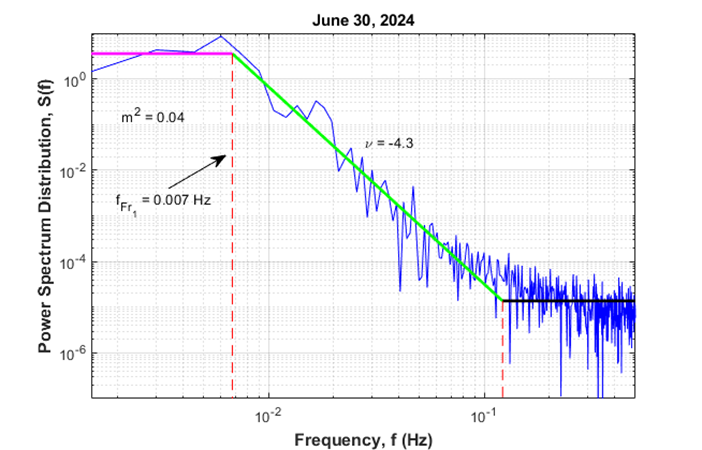 June 30, 2024
Power Spectrum Distribution, S(f)
10^0
10^-2
10^-4
10^-6
m^2 = 0.04
ν = -4.3
f_Fr_1 = 0.007 Hz
10^-2
10^-1
Frequency, f (Hz)